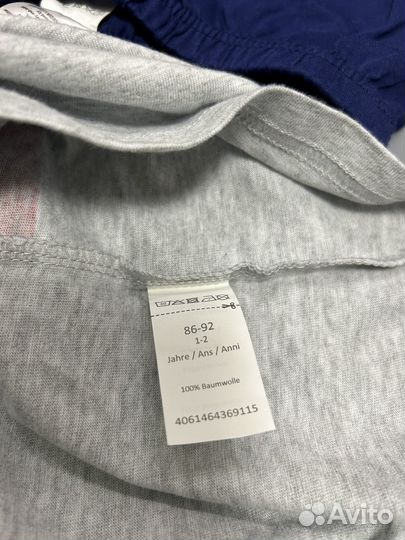 86-92
1-2
Jahre / Ans / Anni
100% Baumwolle
4061464369115
Avito